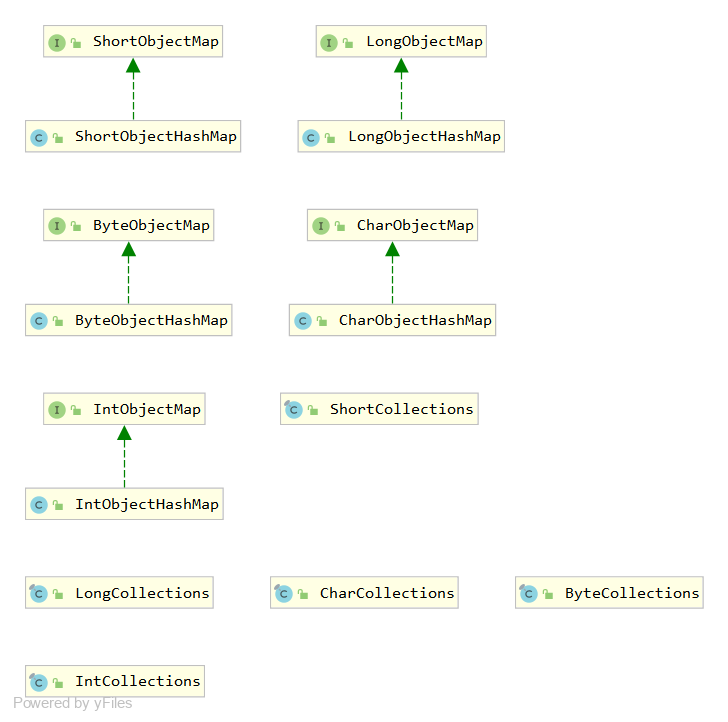 ShortObjectMap
LongObjectMap
ShortObjectHashMap
LongObjectHashMap
ByteObjectMap
CharObjectMap
ByteObjectHashMap
CharObjectHashMap
IntObjectMap
ShortCollections
IntObjectHashMap
LongCollections
CharCollections
ByteCollections
IntCollections
Powered by yFiles